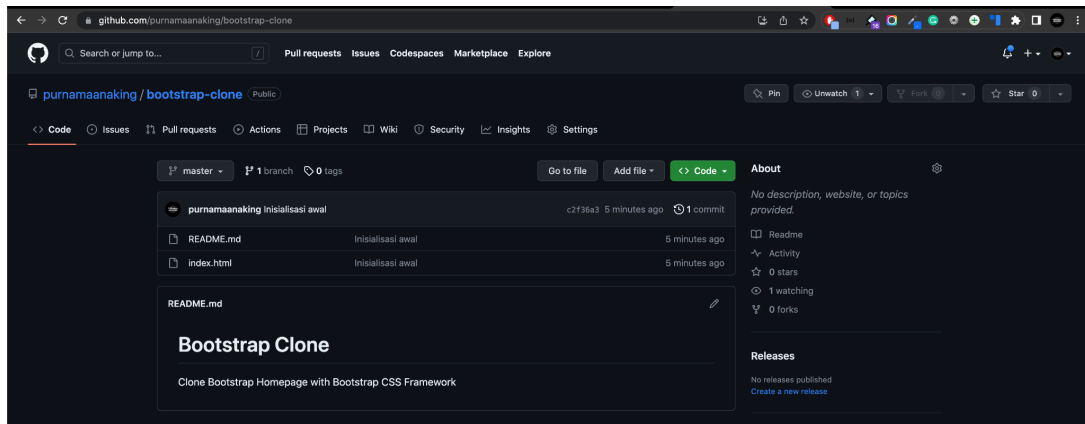 github.com/purnamaanaking/bootstrap-clone
Search or jump to... / Pull requests Issues Codespaces Marketplace Explore
purnamaanaking / bootstrap-clone Public Pin Unwatch 1 Fork 0 Star 0
Code Issues Pull requests Actions Projects Wiki Security Insights Settings
master 1 branch 0 tags Go to file Add file Code
purnamaanaking Inisialisasi awal c2f36a3 5 minutes ago 1 commit
README.md Inisialisasi awal 5 minutes ago
index.html Inisialisasi awal 5 minutes ago
README.md
Bootstrap Clone
Clone Bootstrap Homepage with Bootstrap CSS Framework
About
No description, website, or topics
provided.
Readme
Activity
0 stars
1 watching
0 forks
Releases
No releases published
Create a new release